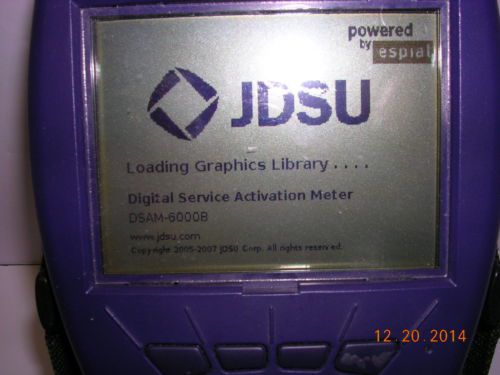 powered
by espial
JDSU
Loading Graphics Library . . . .
Digital Service Activation Meter
DSAM-6000B
www.jdsu.com
Copyright 2005-2007 JDSU Corp. All rights reserved.
12.20.2014